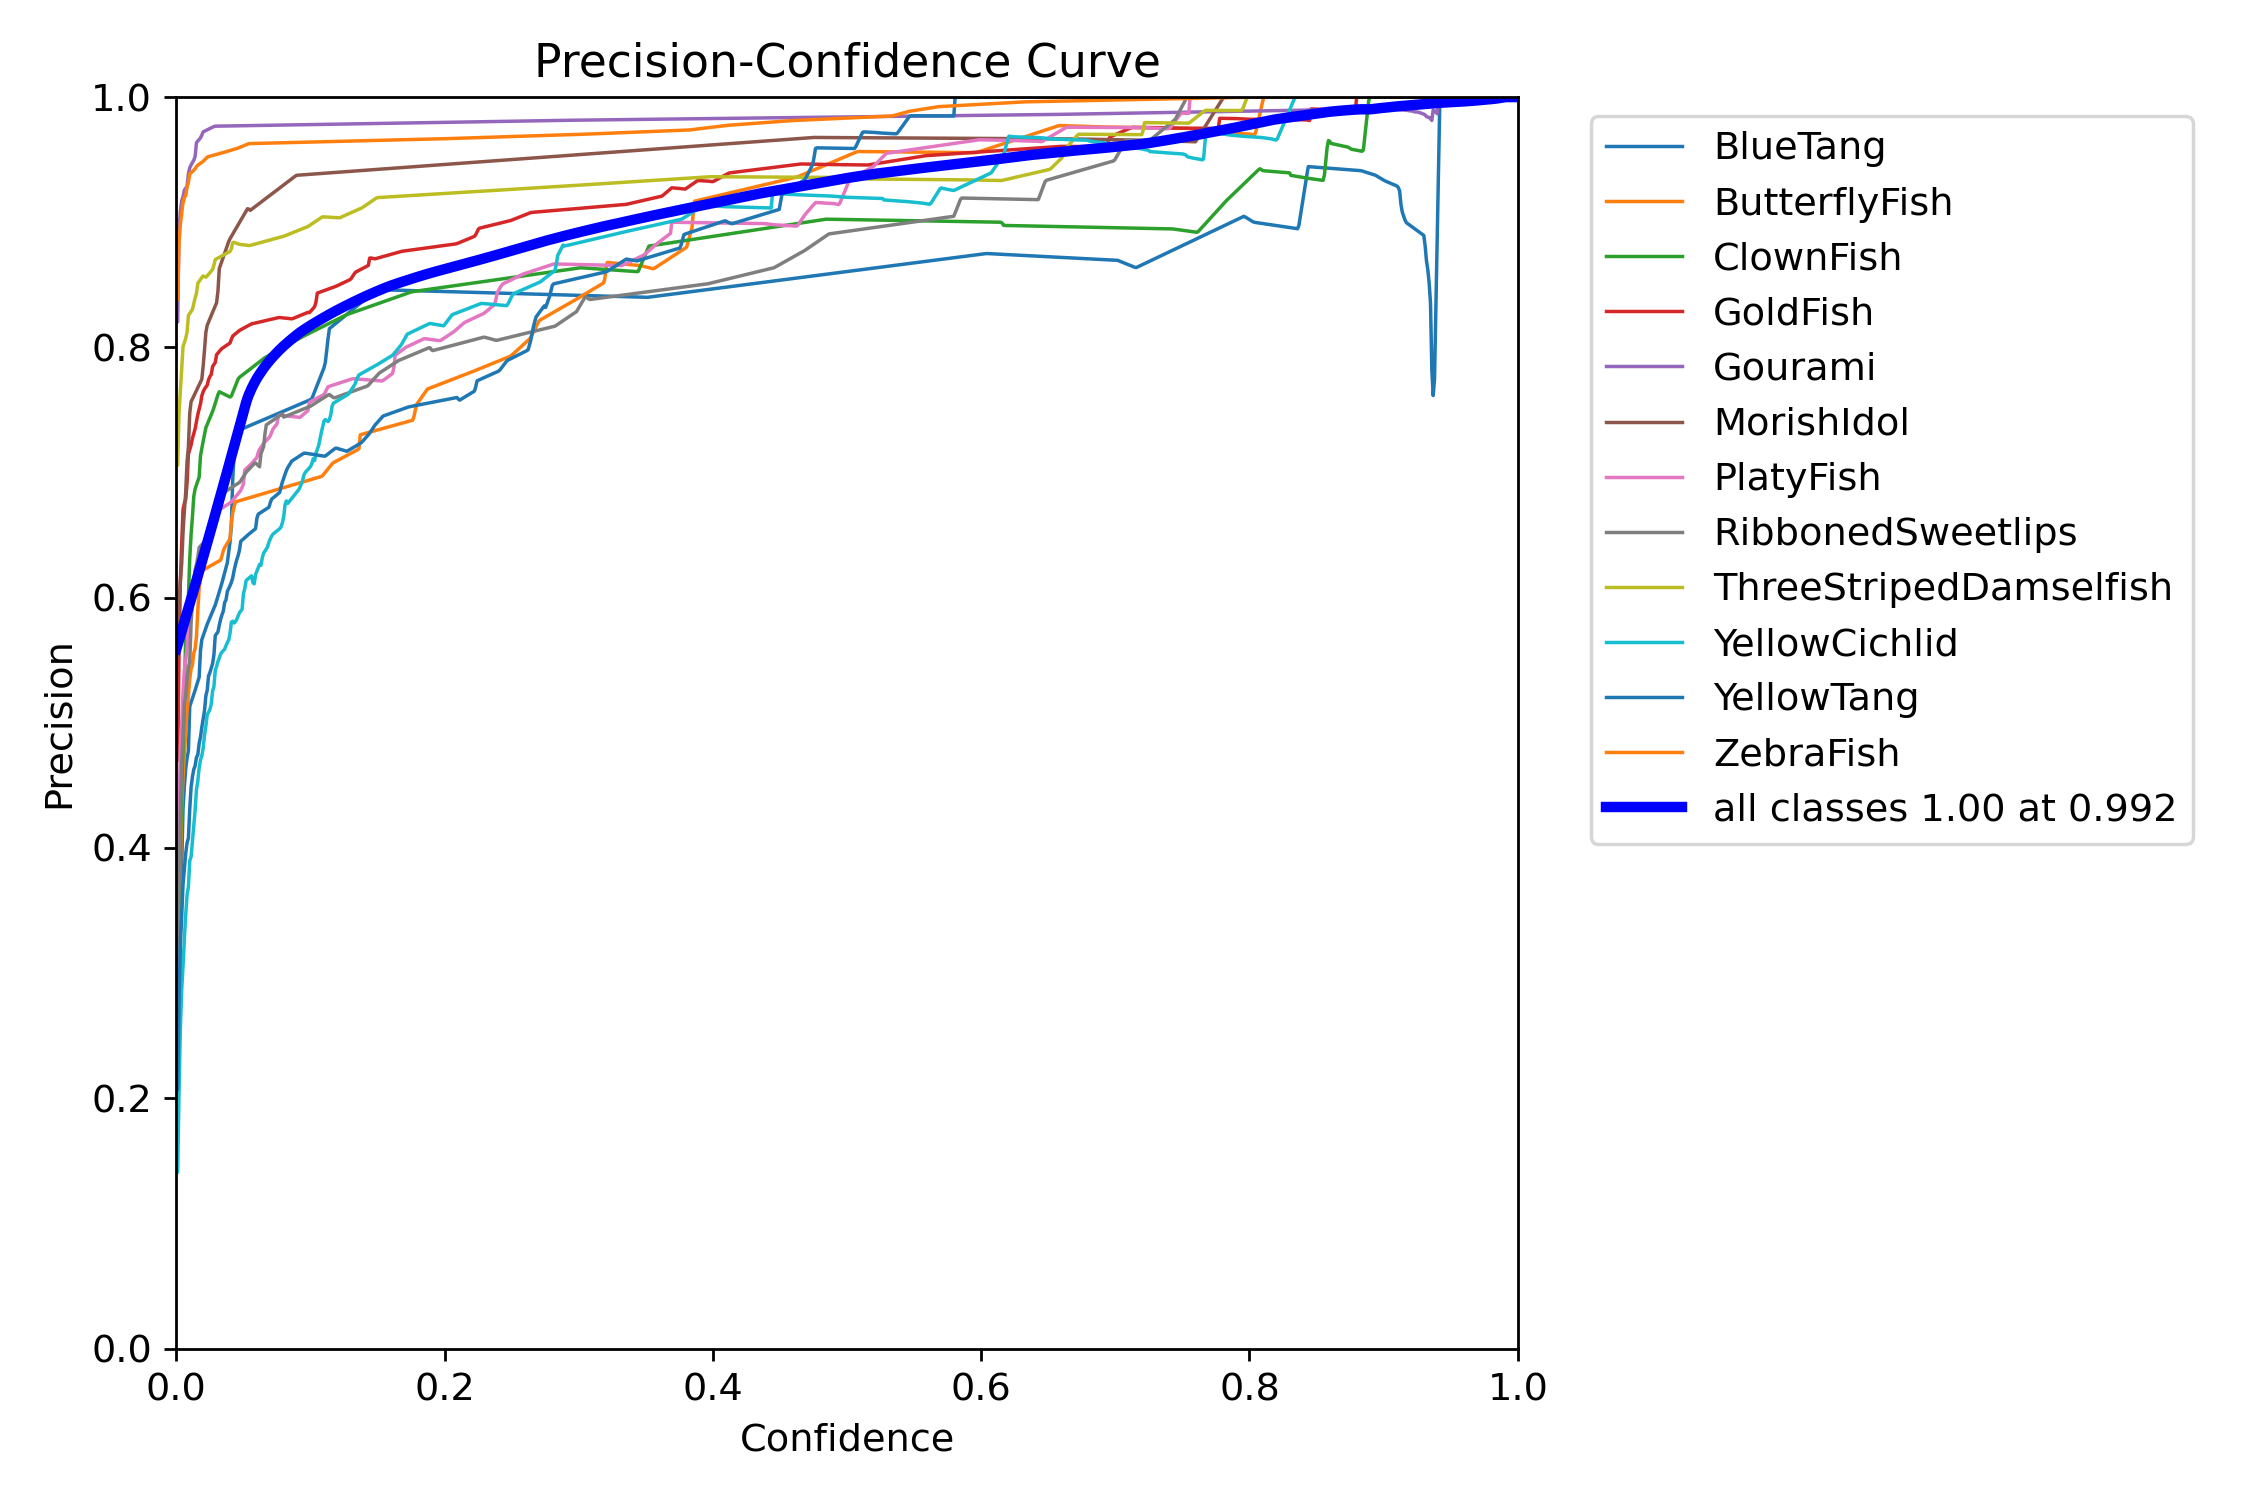 Precision-Confidence Curve
1.0
0.8
0.6
0.4
0.2
0.0
Precision
0.0 0.2 0.4 0.6 0.8 1.0
Confidence
BlueTang
ButterflyFish
ClownFish
GoldFish
Gourami
MorishIdol
PlatyFish
RibbonedSweetlips
ThreeStripedDamselfish
YellowCichlid
YellowTang
ZebraFish
all classes 1.00 at 0.992